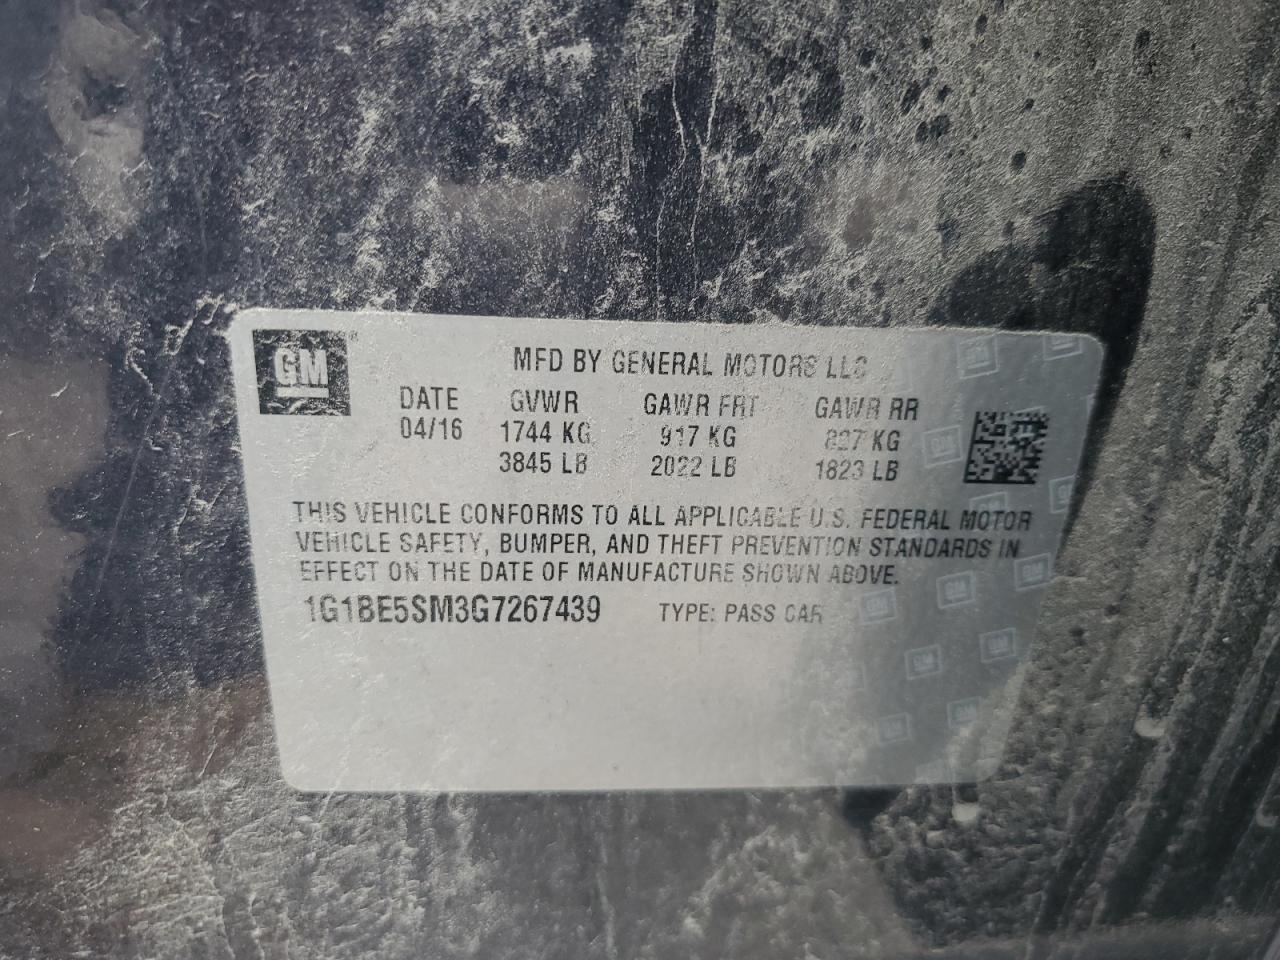 GM
MFD BY GENERAL MOTORS LLC
DATE GVWR GAWR FRT GAWR RR
04/16 1744 KG 917 KG 827 KG
3845 LB 2022 LB 1823 LB
THIS VEHICLE CONFORMS TO ALL APPLICABLE U.S. FEDERAL MOTOR
VEHICLE SAFETY, BUMPER, AND THEFT PREVENTION STANDARDS IN
EFFECT ON THE DATE OF MANUFACTURE SHOWN ABOVE.
1G1BE5SM3G7267439 TYPE: PASS CAR